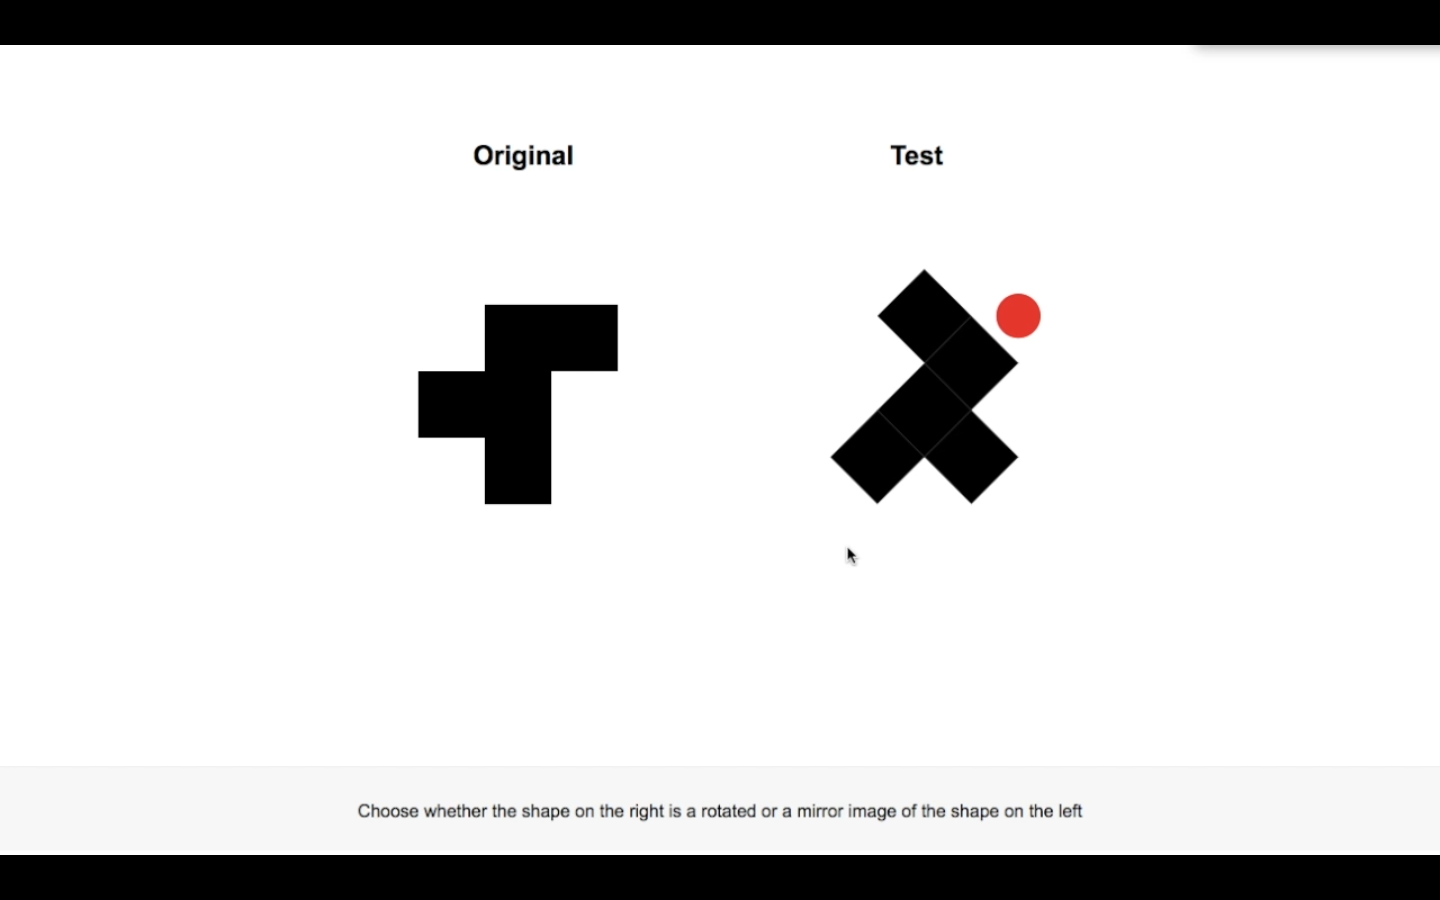 Original
Test
Choose whether the shape on the right is a rotated or a mirror image of the shape on the left